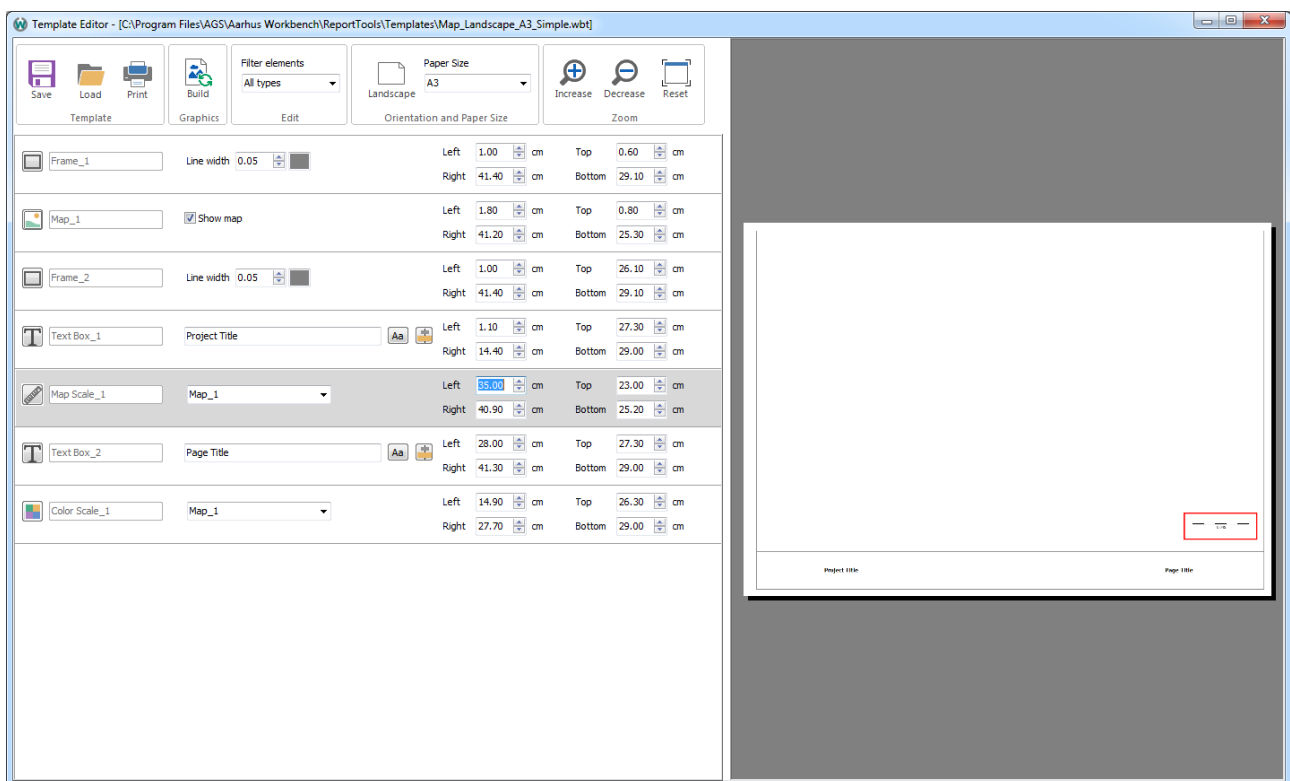 Template Editor - [C:\Program Files\AGS\Aarhus Workbench\ReportTools\Templates\Map_Landscape_A3_Simple.wbt]
Save Load Print
Template
Build
Graphics
Filter elements
All types
Edit
Landscape
Paper Size
A3
Orientation and Paper Size
Increase Decrease Reset
Zoom
Frame_1 Line width 0.05 Left 1.00 cm Top 0.60 cm
Right 41.40 cm Bottom 29.10 cm
Map_1 Show map Left 1.80 cm Top 0.80 cm
Right 41.20 cm Bottom 25.30 cm
Frame_2 Line width 0.05 Left 1.00 cm Top 26.10 cm
Right 41.40 cm Bottom 29.10 cm
Text Box_1 Project Title Aa Left 1.10 cm Top 27.30 cm
Right 14.40 cm Bottom 29.00 cm
Map Scale_1 Map_1 Left 35.00 cm Top 23.00 cm
Right 40.90 cm Bottom 25.20 cm
Text Box_2 Page Title Aa Left 28.00 cm Top 27.30 cm
Right 41.30 cm Bottom 29.00 cm
Color Scale_1 Map_1 Left 14.90 cm Top 26.30 cm
Right 27.70 cm Bottom 29.00 cm
Project Title Page Title